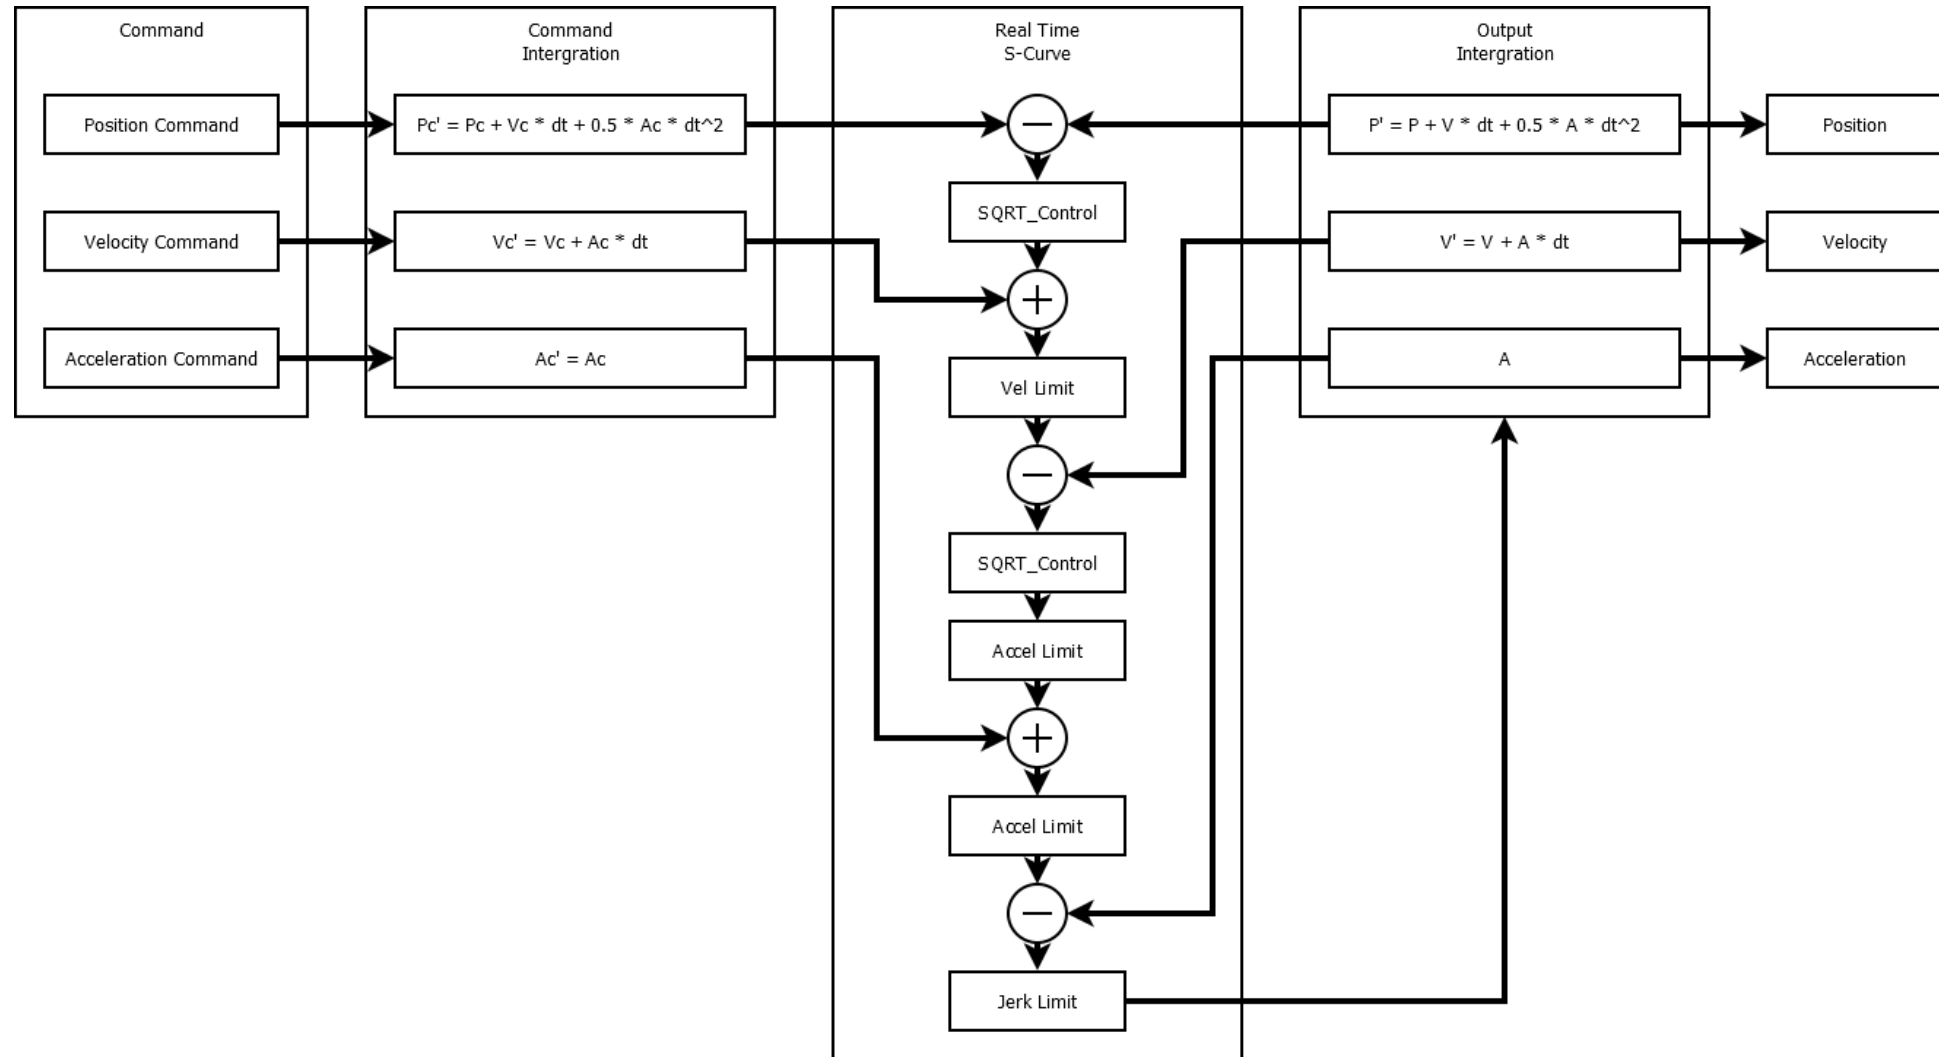 Command
Position Command
Velocity Command
Acceleration Command
Command
Intergration
Pc' = Pc + Vc * dt + 0.5 * Ac * dt^2
Vc' = Vc + Ac * dt
Ac' = Ac
Real Time
S-Curve
SQRT_Control
Vel Limit
SQRT_Control
Accel Limit
Accel Limit
Jerk Limit
Output
Intergration
P' = P + V * dt + 0.5 * A * dt^2
V' = V + A * dt
A
Position
Velocity
Acceleration